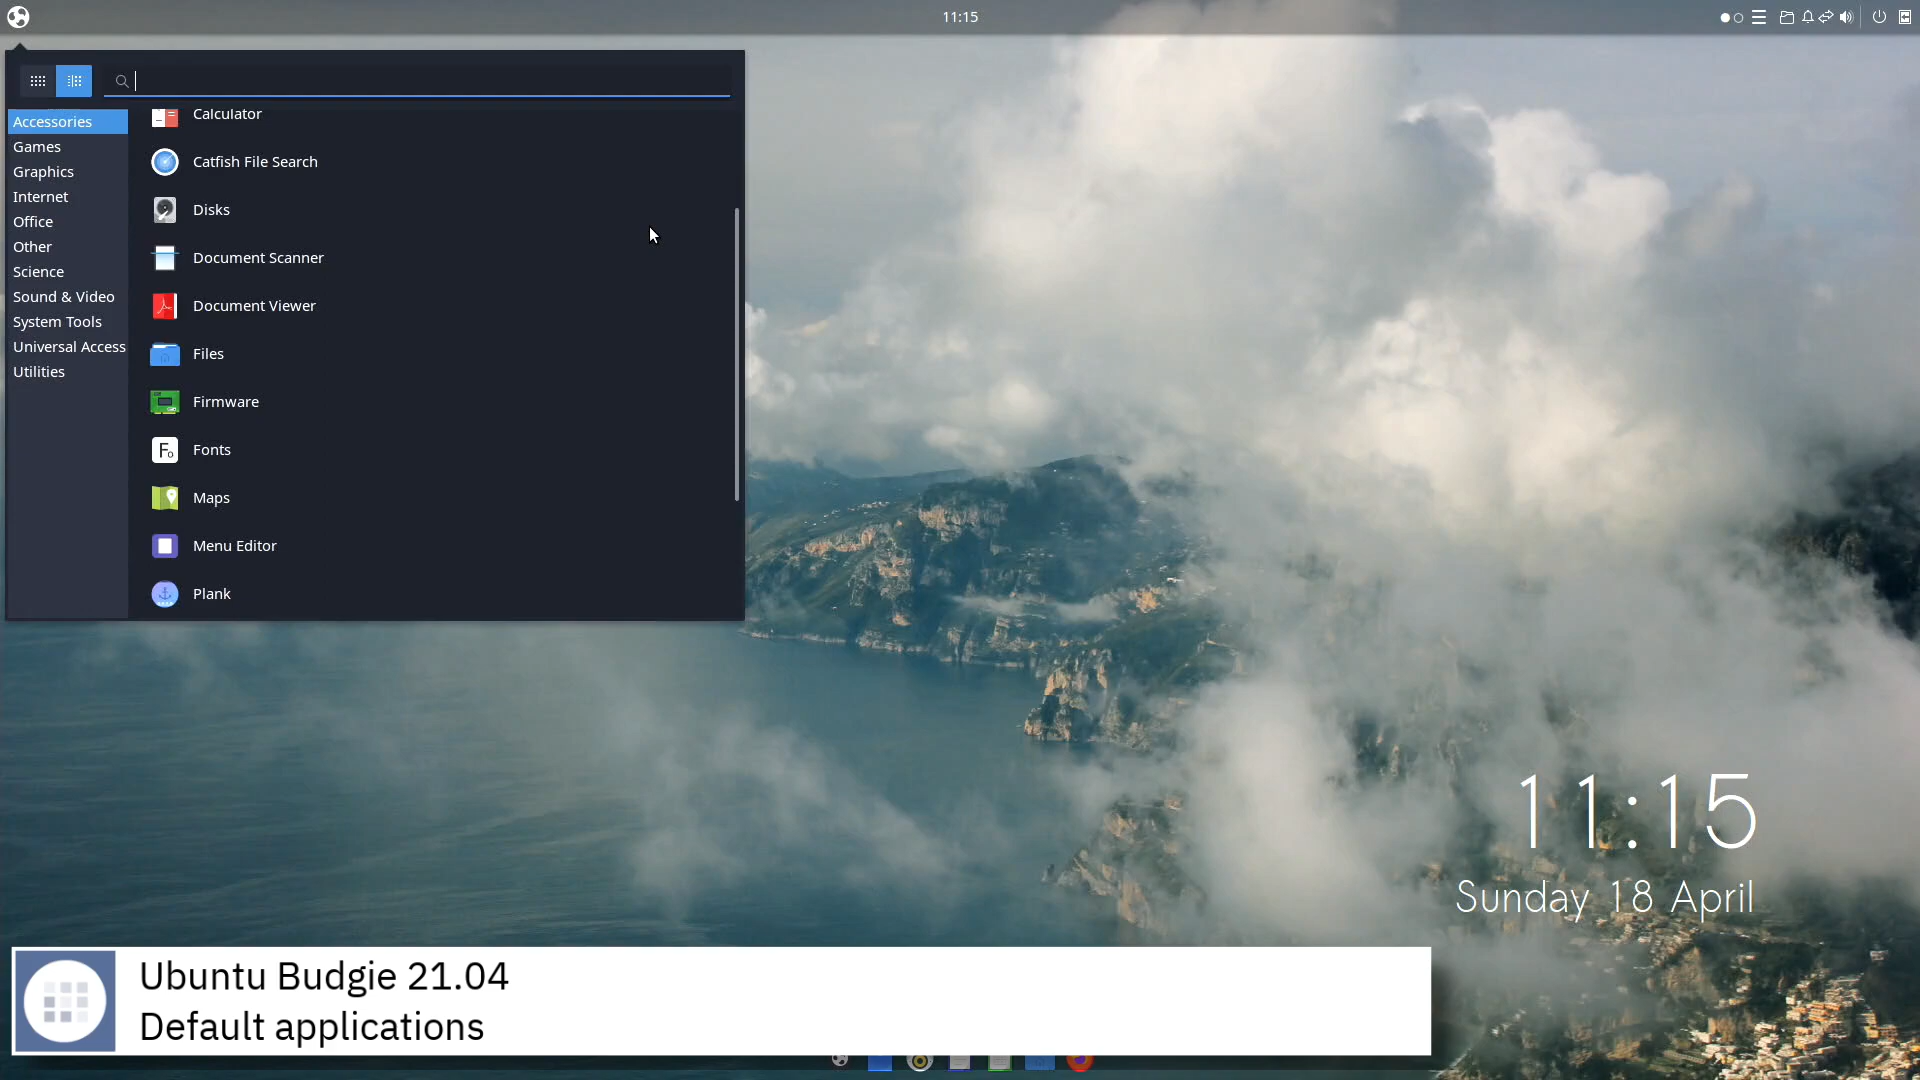 11:15
Accessories
Games
Graphics
Internet
Office
Other
Science
Sound & Video
System Tools
Universal Access
Utilities
Calculator
Catfish File Search
Disks
Document Scanner
Document Viewer
Files
Firmware
Fonts
Maps
Menu Editor
Plank
11:15
Sunday 18 April
Ubuntu Budgie 21.04
Default applications